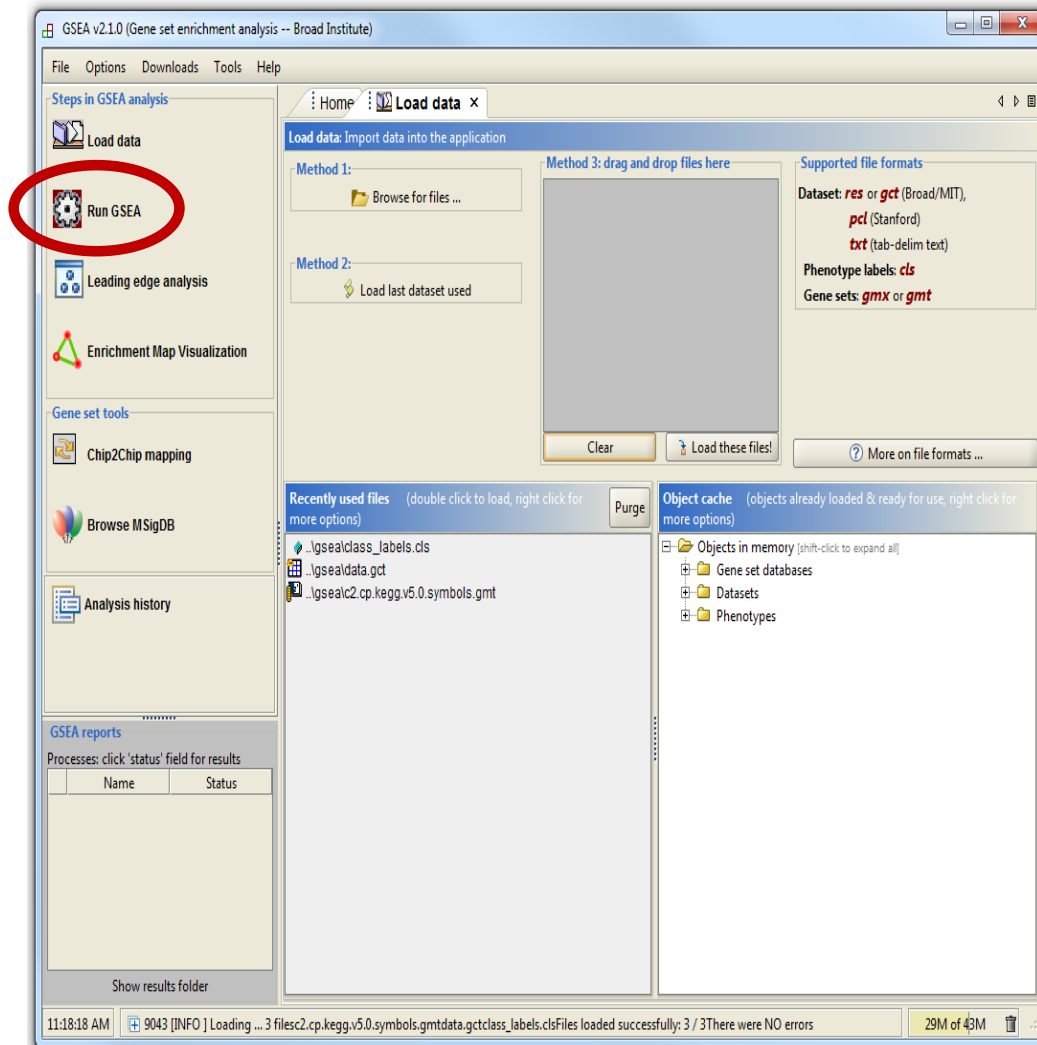 GSEA v2.1.0 (Gene set enrichment analysis -- Broad Institute)
File Options Downloads Tools Help
Steps in GSEA analysis
Load data
Run GSEA
Leading edge analysis
Enrichment Map Visualization
Gene set tools
Chip2Chip mapping
Browse MSigDB
Analysis history
GSEA reports
Processes: click 'status' field for results
Name Status
Show results folder
Home Load data ×
Load data: Import data into the application
Method 1:
Browse for files ...
Method 2:
Load last dataset used
Method 3: drag and drop files here
Clear Load these files!
Supported file formats
Dataset: res or gct (Broad/MIT),
pcl (Stanford)
txt (tab-delim text)
Phenotype labels: cls
Gene sets: gmx or gmt
More on file formats ...
Recently used files (double click to load, right click for
more options)
Purge
..\gsea\class_labels.cls
..\gsea\data.gct
..\gsea\c2.cp.kegg.v5.0.symbols.gmt
Object cache (objects already loaded & ready for use, right click for
more options)
Objects in memory [shift-click to expand all]
Gene set databases
Datasets
Phenotypes
11:18:18 AM 9043 [INFO ] Loading ... 3 filesc2.cp.kegg.v5.0.symbols.gmtdata.gctclass_labels.clsFiles loaded successfully: 3 / 3There were NO errors 29M of 43M